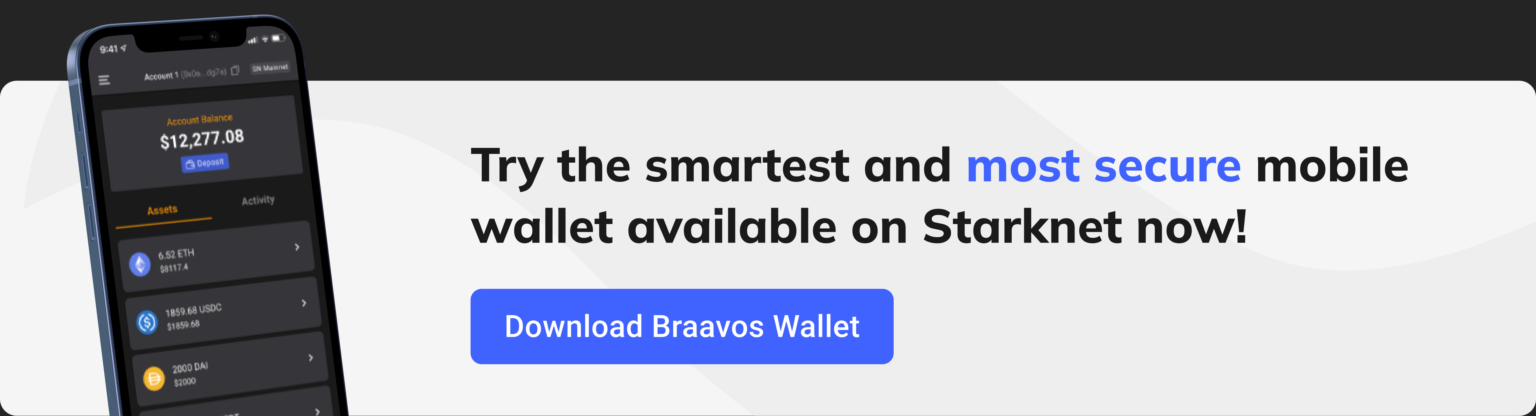 9:41
Account 1 (0x0e...dg7a)
SN Mainnet
Account Balance
$12,277.08
Deposit
Assets
Activity
6.52 ETH
$8117.4
1859.68 USDC
$1859.68
2000 DAI
$2000
Try the smartest and most secure mobile
wallet available on Starknet now!
Download Braavos Wallet